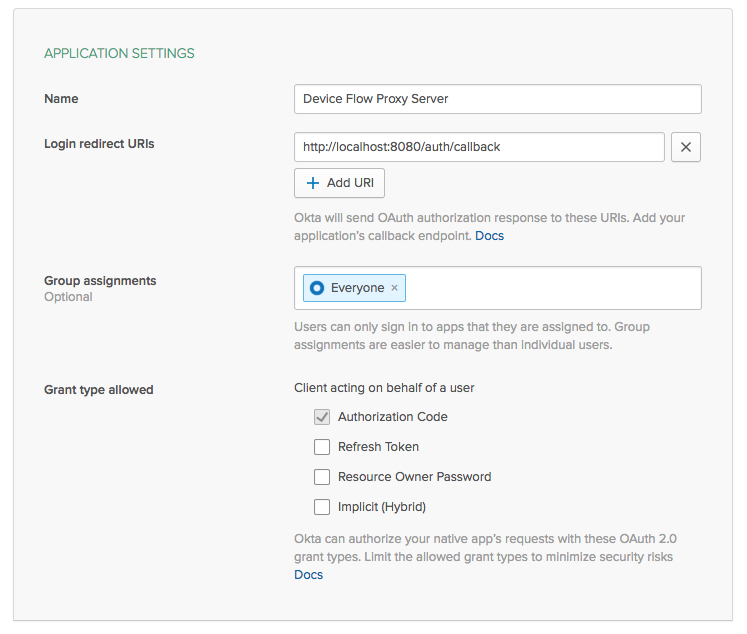 APPLICATION SETTINGS
Name
Device Flow Proxy Server
Login redirect URIs
http://localhost:8080/auth/callback
Add URI
Okta will send OAuth authorization response to these URIs. Add your
application's callback endpoint. Docs
Group assignments
Optional
Everyone
Users can only sign in to apps that they are assigned to. Group
assignments are easier to manage than individual users.
Grant type allowed
Client acting on behalf of a user
Authorization Code
Refresh Token
Resource Owner Password
Implicit (Hybrid)
Okta can authorize your native app's requests with these OAuth 2.0
grant types. Limit the allowed grant types to minimize security risks
Docs